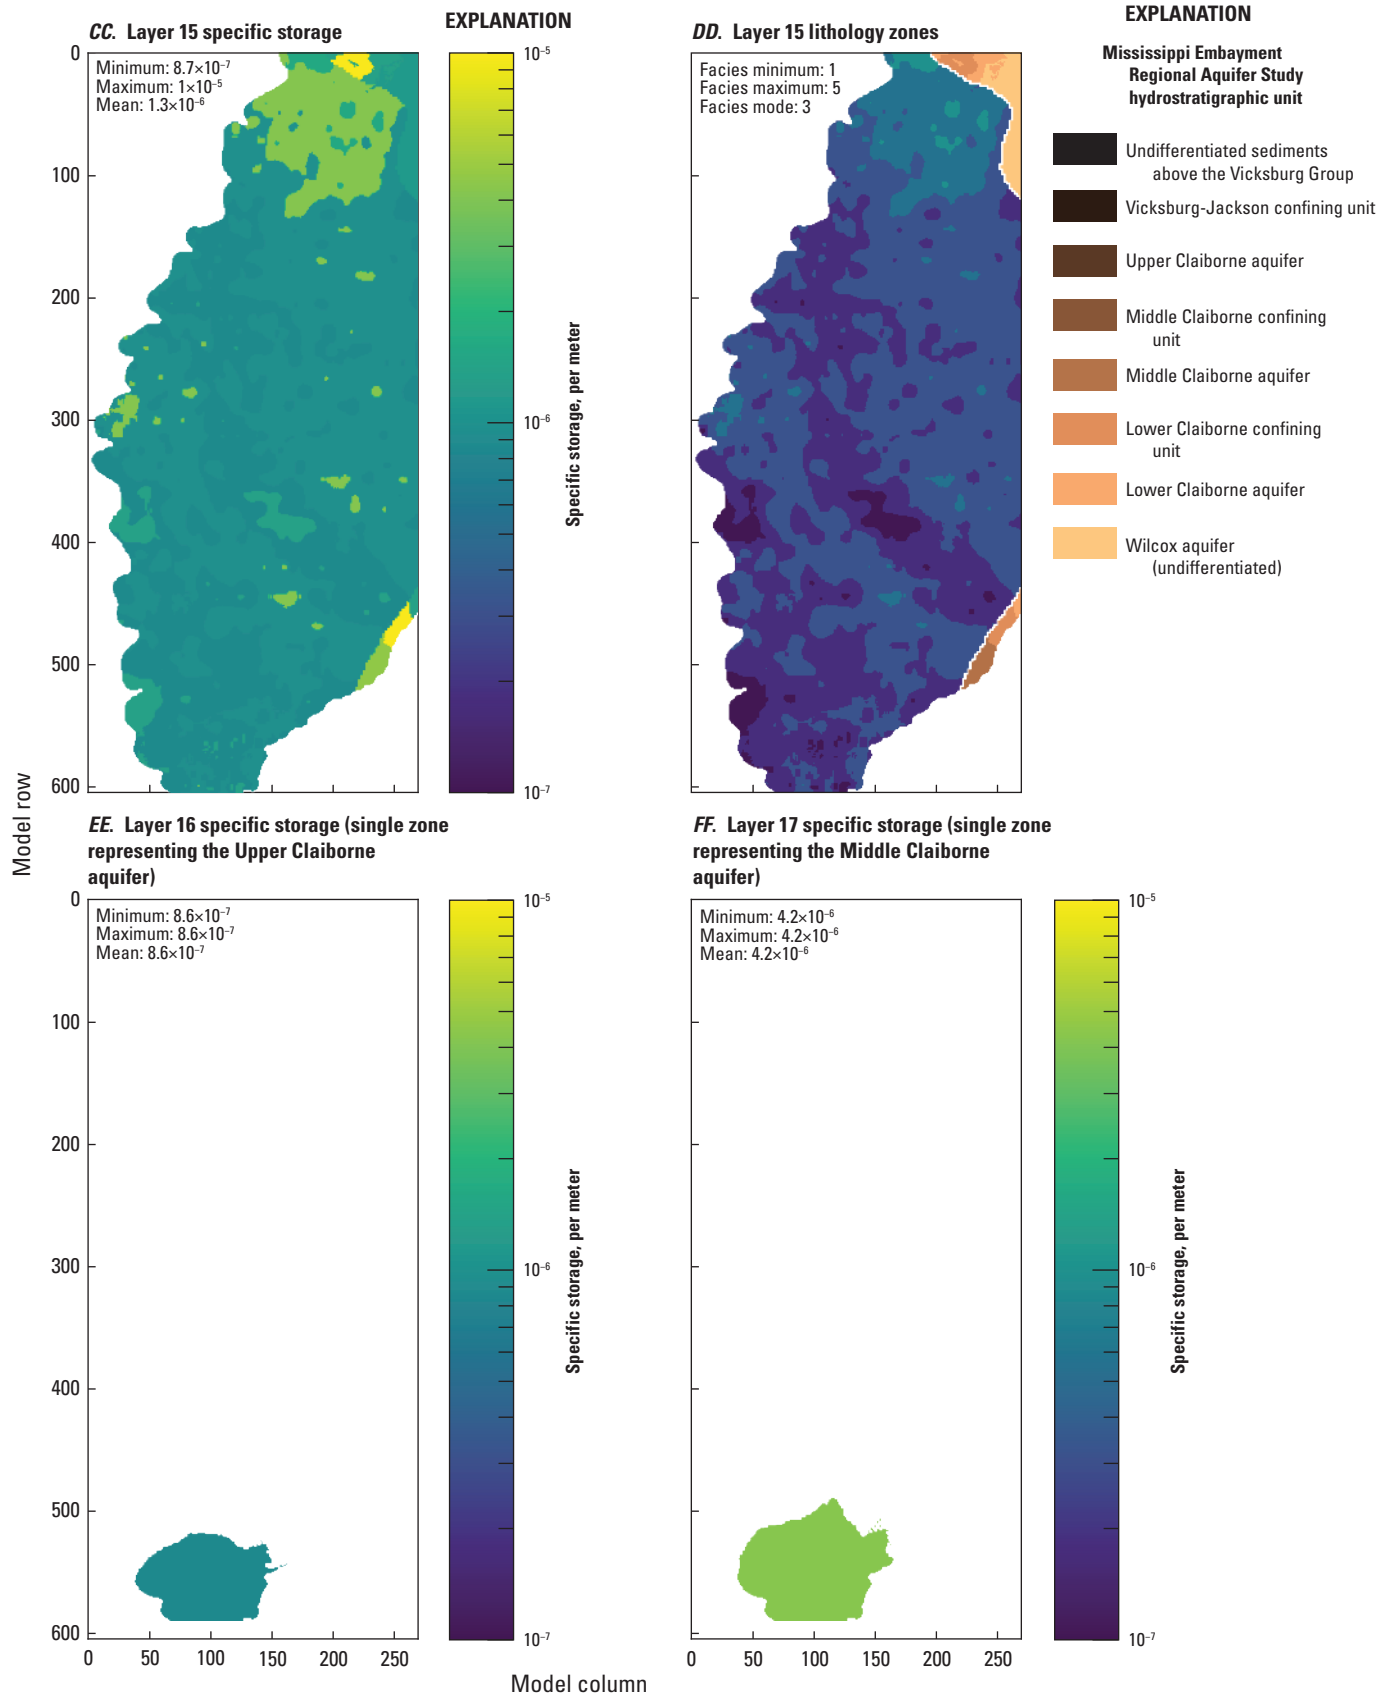 CC. Layer 15 specific storage
EXPLANATION
Minimum: 8.7×10⁻⁷
Maximum: 1×10⁻⁵
Mean: 1.3×10⁻⁶
0
100
200
300
400
500
600
10⁻⁵
10⁻⁶
10⁻⁷
Specific storage, per meter
DD. Layer 15 lithology zones
Facies minimum: 1
Facies maximum: 5
Facies mode: 3
EXPLANATION
Mississippi Embayment
Regional Aquifer Study
hydrostratigraphic unit
Undifferentiated sediments
above the Vicksburg Group
Vicksburg-Jackson confining unit
Upper Claiborne aquifer
Middle Claiborne confining
unit
Middle Claiborne aquifer
Lower Claiborne confining
unit
Lower Claiborne aquifer
Wilcox aquifer
(undifferentiated)
Model row
EE. Layer 16 specific storage (single zone
representing the Upper Claiborne
aquifer)
Minimum: 8.6×10⁻⁷
Maximum: 8.6×10⁻⁷
Mean: 8.6×10⁻⁷
0
100
200
300
400
500
600
0 50 100 150 200 250
10⁻⁵
10⁻⁶
10⁻⁷
Specific storage, per meter
FF. Layer 17 specific storage (single zone
representing the Middle Claiborne
aquifer)
Minimum: 4.2×10⁻⁶
Maximum: 4.2×10⁻⁶
Mean: 4.2×10⁻⁶
0 50 100 150 200 250
10⁻⁵
10⁻⁶
10⁻⁷
Specific storage, per meter
Model column